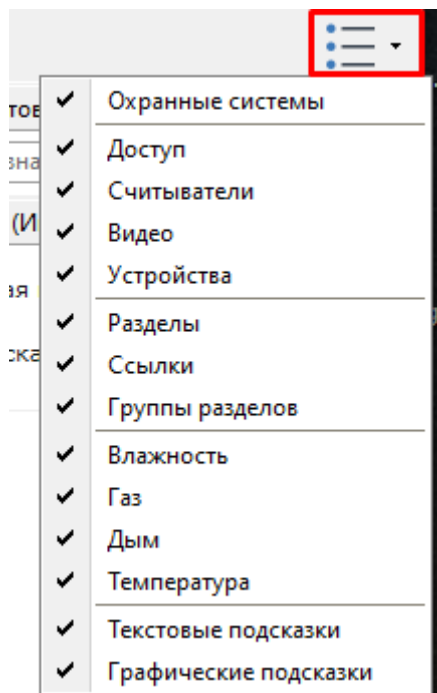 Охранные системы
Доступ
Считыватели
Видео
Устройства
Разделы
Ссылки
Группы разделов
Влажность
Газ
Дым
Температура
Текстовые подсказки
Графические подсказки